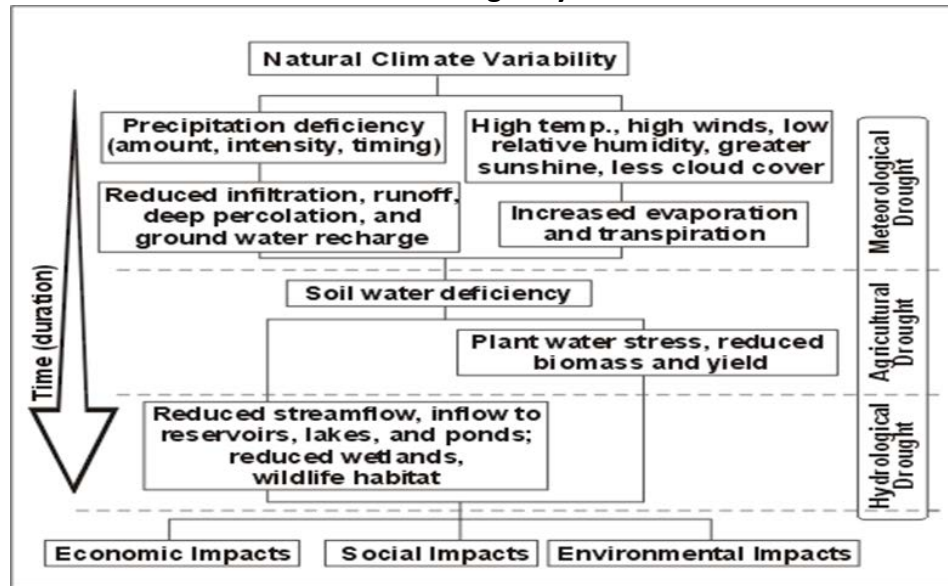 Natural Climate Variability
Precipitation deficiency
(amount, intensity, timing)
High temp., high winds, low
relative humidity, greater
sunshine, less cloud cover
Reduced infiltration, runoff,
deep percolation, and
ground water recharge
Increased evaporation
and transpiration
Meteorological
Drought
Time (duration)
Soil water deficiency
Plant water stress, reduced
biomass and yield
Agricultural
Drought
Reduced streamflow, inflow to
reservoirs, lakes, and ponds;
reduced wetlands,
wildlife habitat
Hydrological
Drought
Economic Impacts
Social Impacts
Environmental Impacts